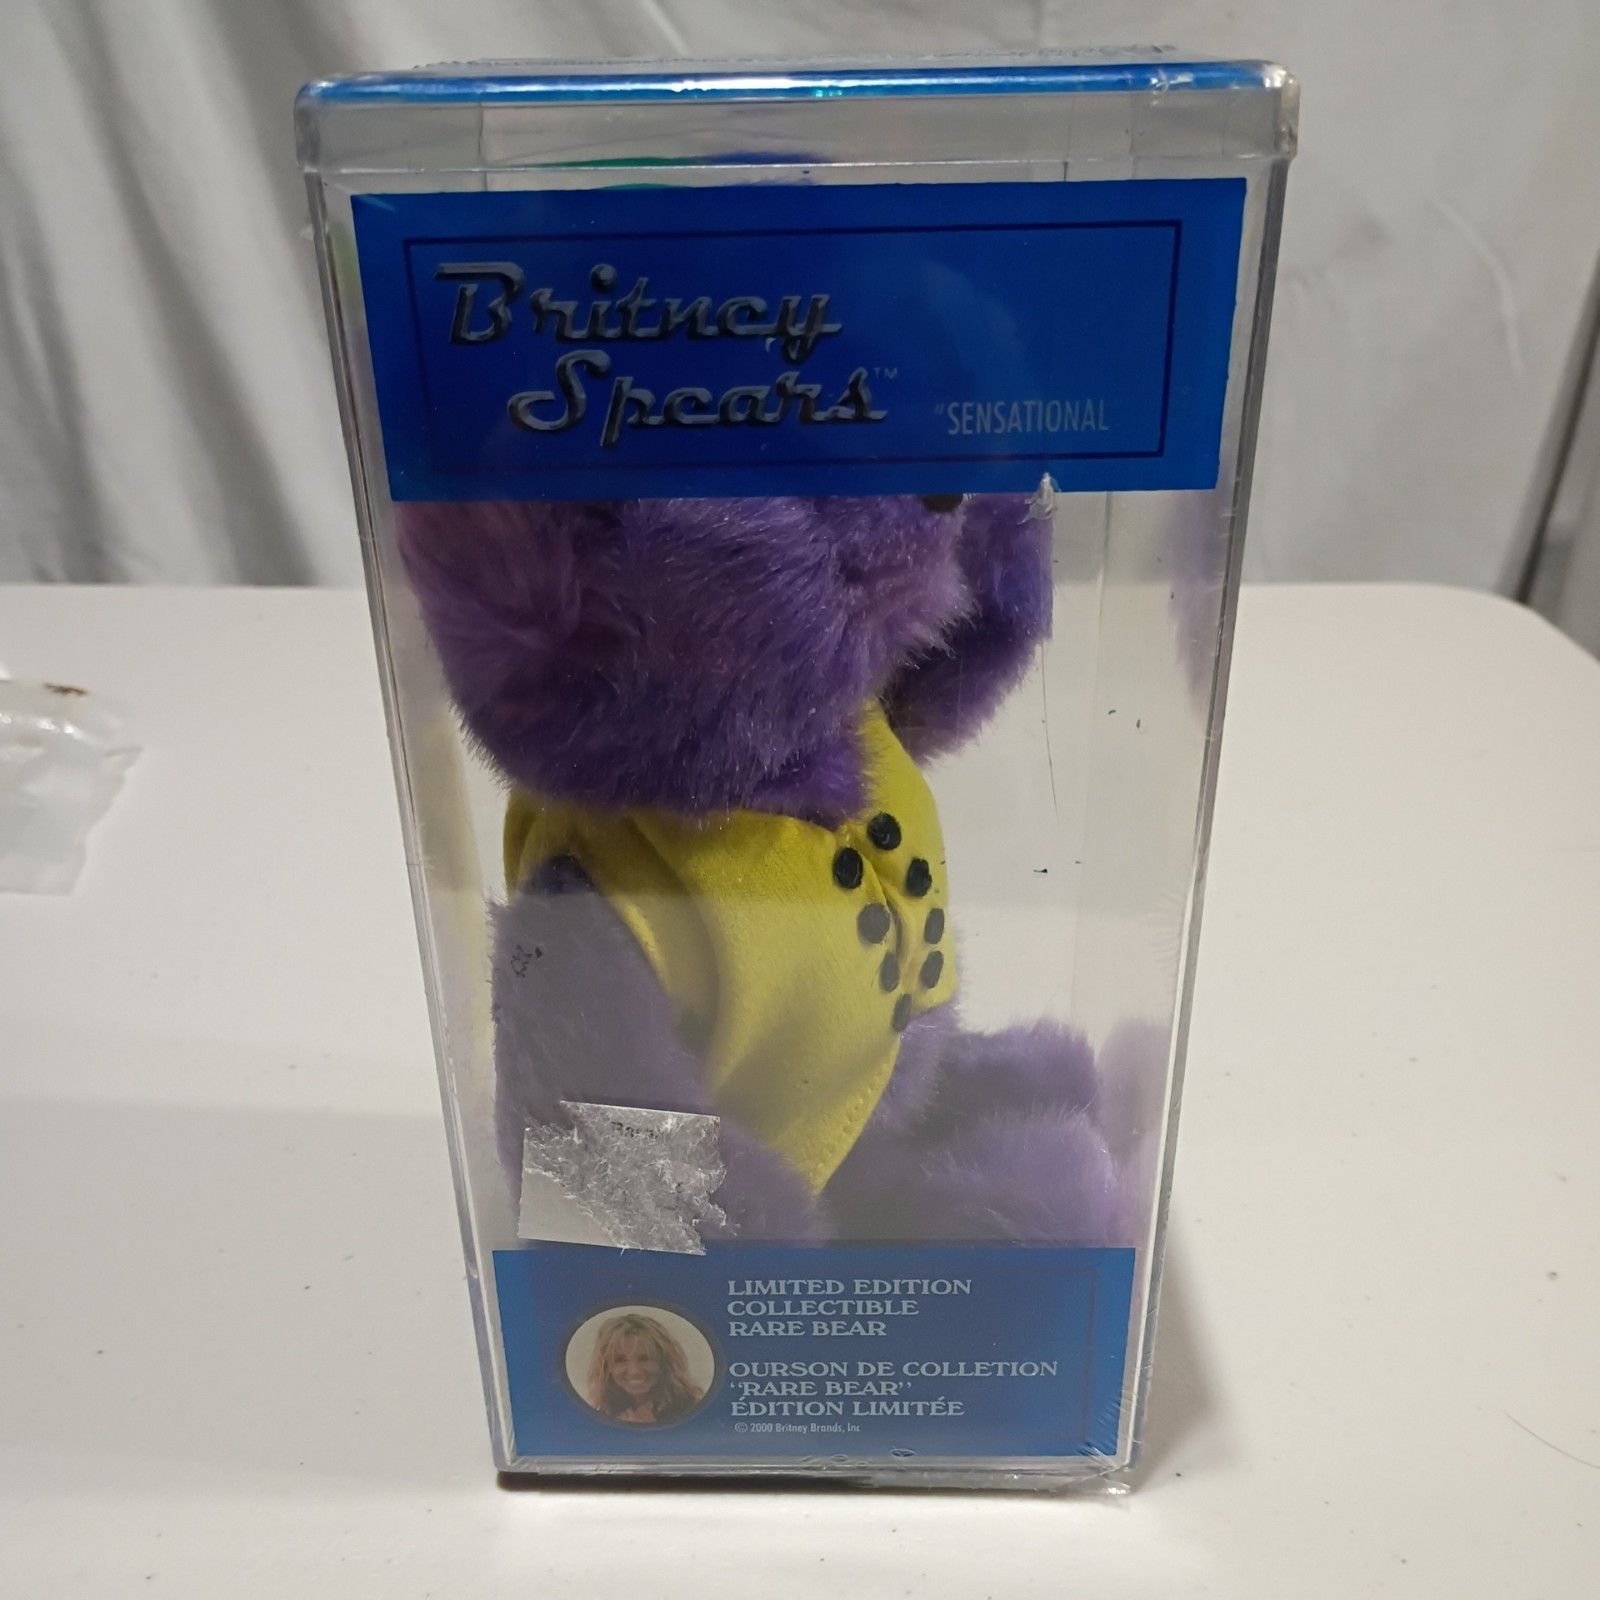 Britney
Spears™
"SENSATIONAL
LIMITED EDITION
COLLECTIBLE
RARE BEAR
OURSON DE COLLETION
"RARE BEAR"
ÉDITION LIMITÉE
© 2000 Britney Brands, Inc